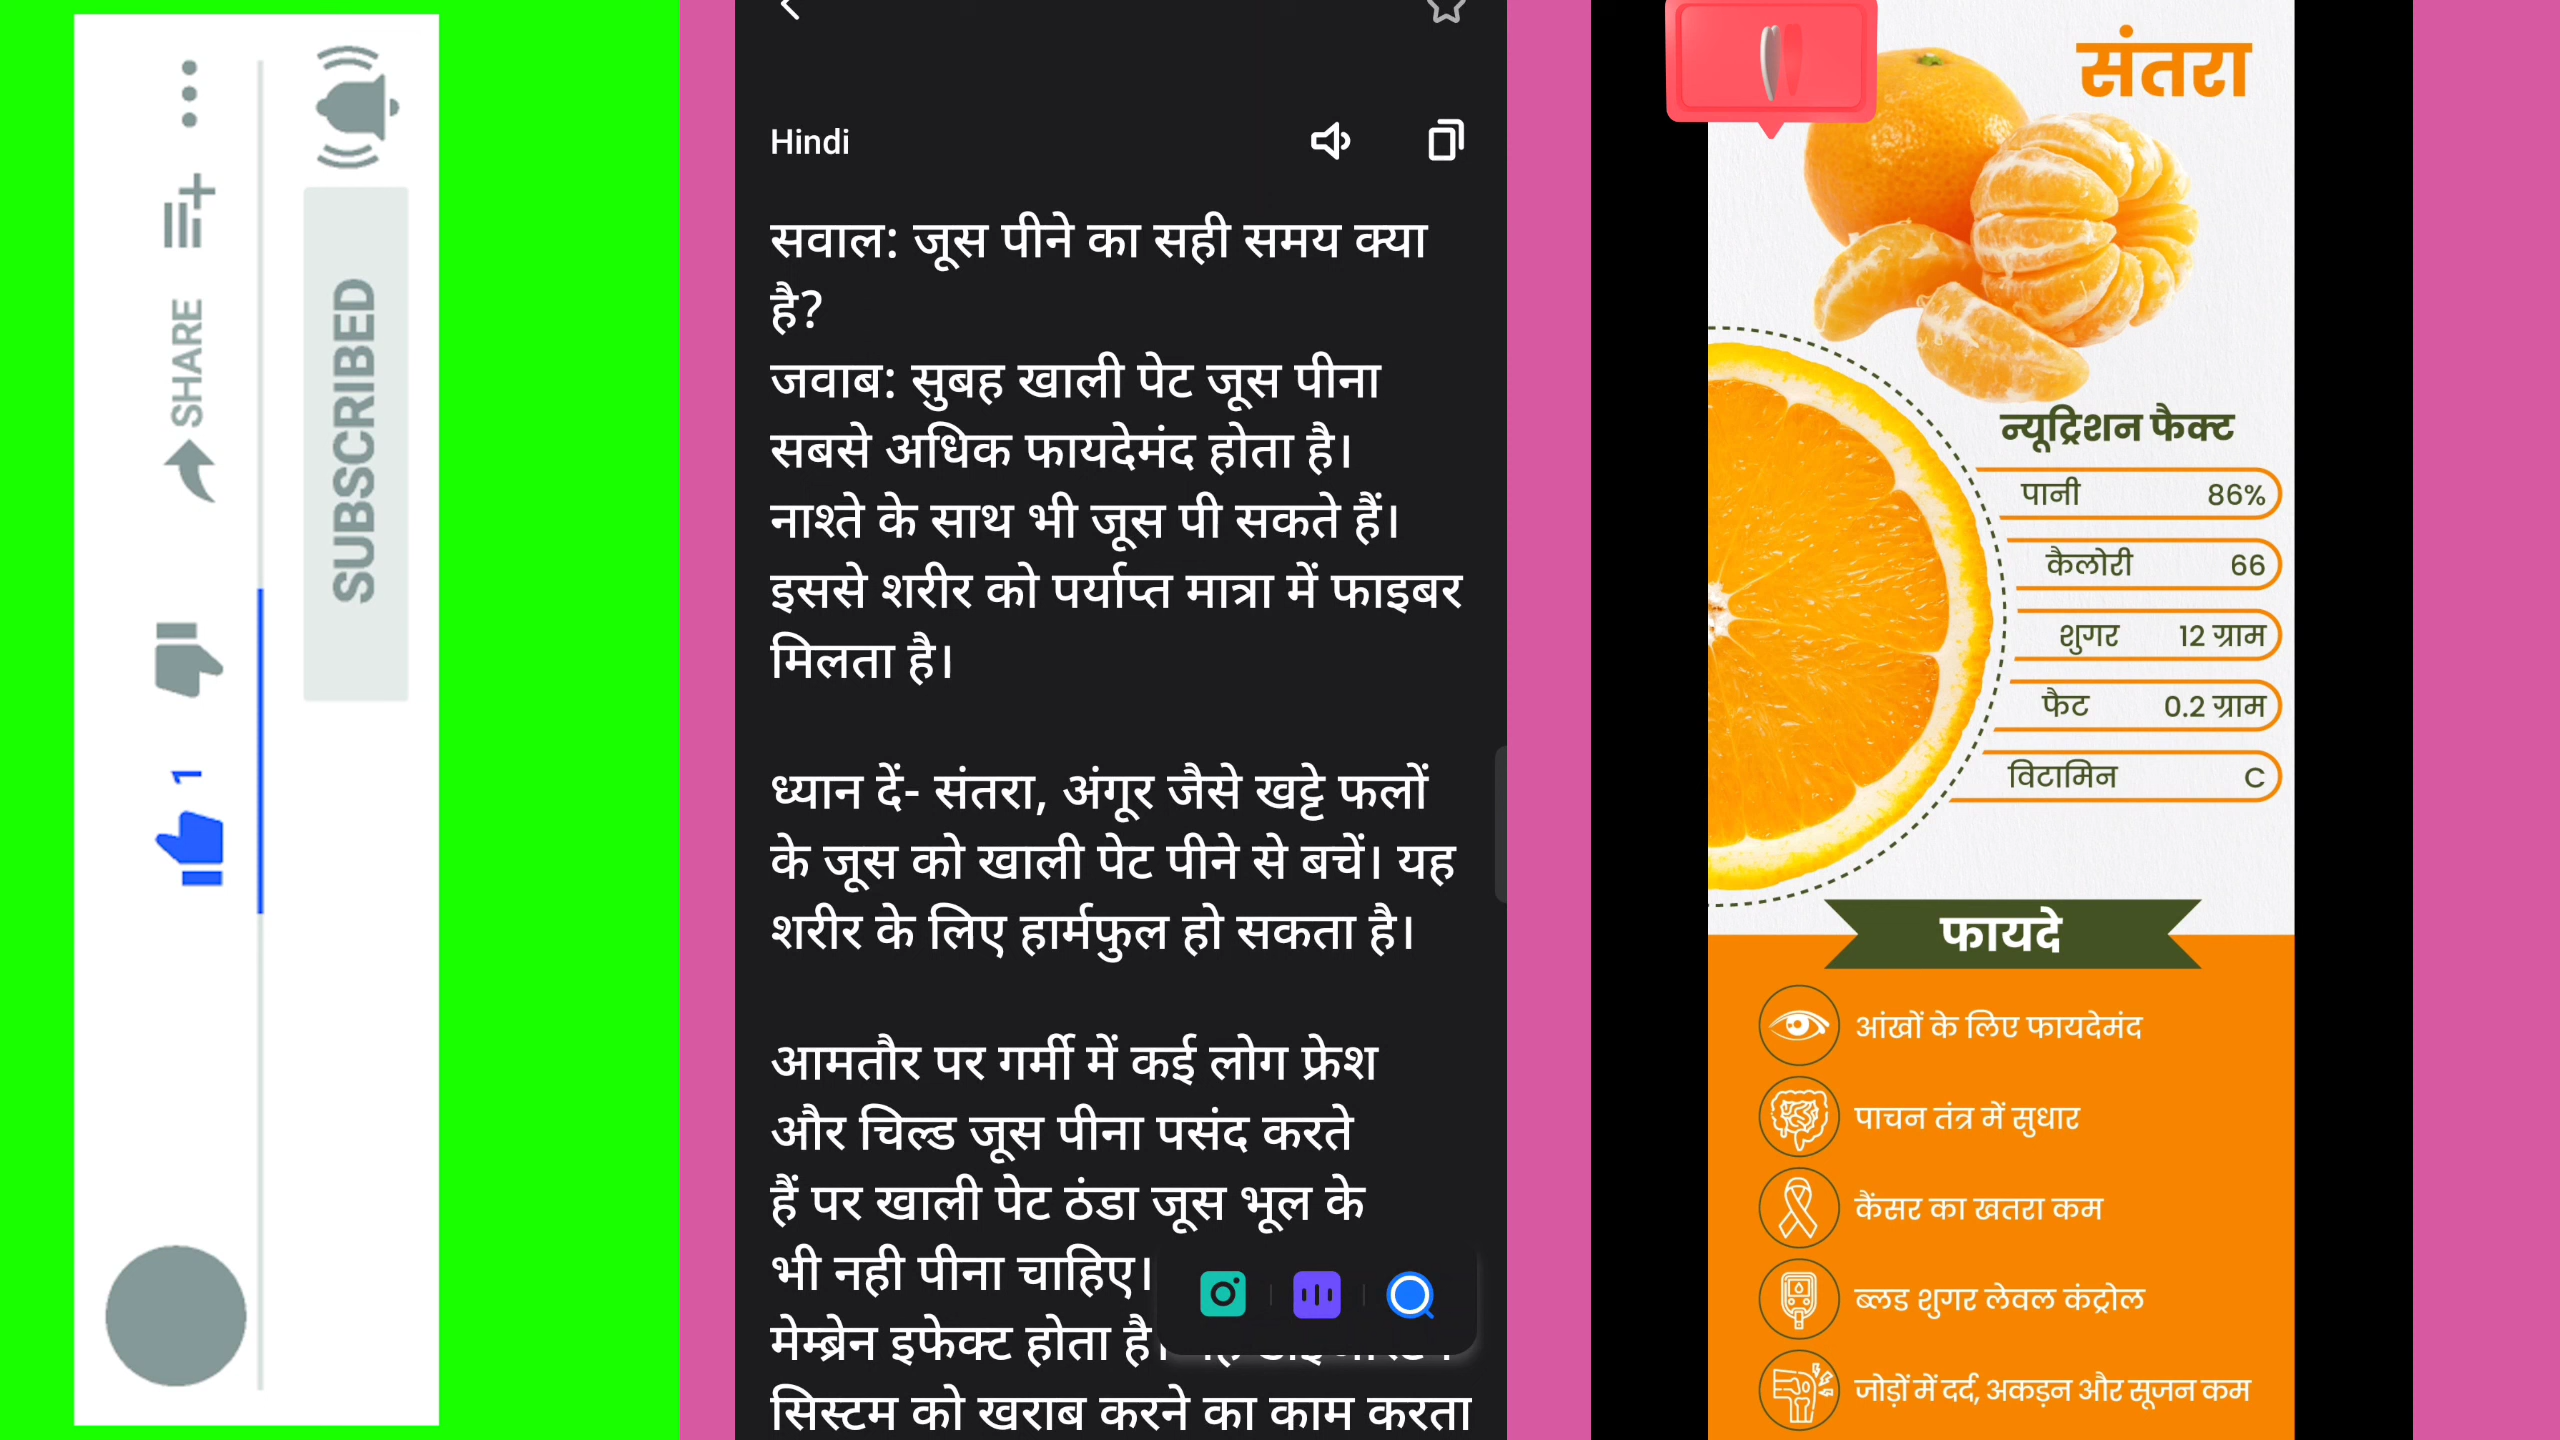 SUBSCRIBED
SHARE
1
Hindi
सवाल: जूस पीने का सही समय क्या
है?
जवाब: सुबह खाली पेट जूस पीना
सबसे अधिक फायदेमंद होता है।
नाश्ते के साथ भी जूस पी सकते हैं।
इससे शरीर को पर्याप्त मात्रा में फाइबर
मिलता है।
ध्यान दें- संतरा, अंगूर जैसे खट्टे फलों
के जूस को खाली पेट पीने से बचें। यह
शरीर के लिए हार्मफुल हो सकता है।
आमतौर पर गर्मी में कई लोग फ्रेश
और चिल्ड जूस पीना पसंद करते
हैं पर खाली पेट ठंडा जूस भूल के
भी नही पीना चाहिए।
मेम्ब्रेन इफेक्ट होता है।
सिस्टम को खराब करने का काम करता
संतरा
न्यूट्रिशन फैक्ट
पानी 86%
कैलोरी 66
शुगर 12 ग्राम
फैट 0.2 ग्राम
विटामिन C
फायदे
आंखों के लिए फायदेमंद
पाचन तंत्र में सुधार
कैंसर का खतरा कम
ब्लड शुगर लेवल कंट्रोल
जोड़ों में दर्द, अकड़न और सूजन कम